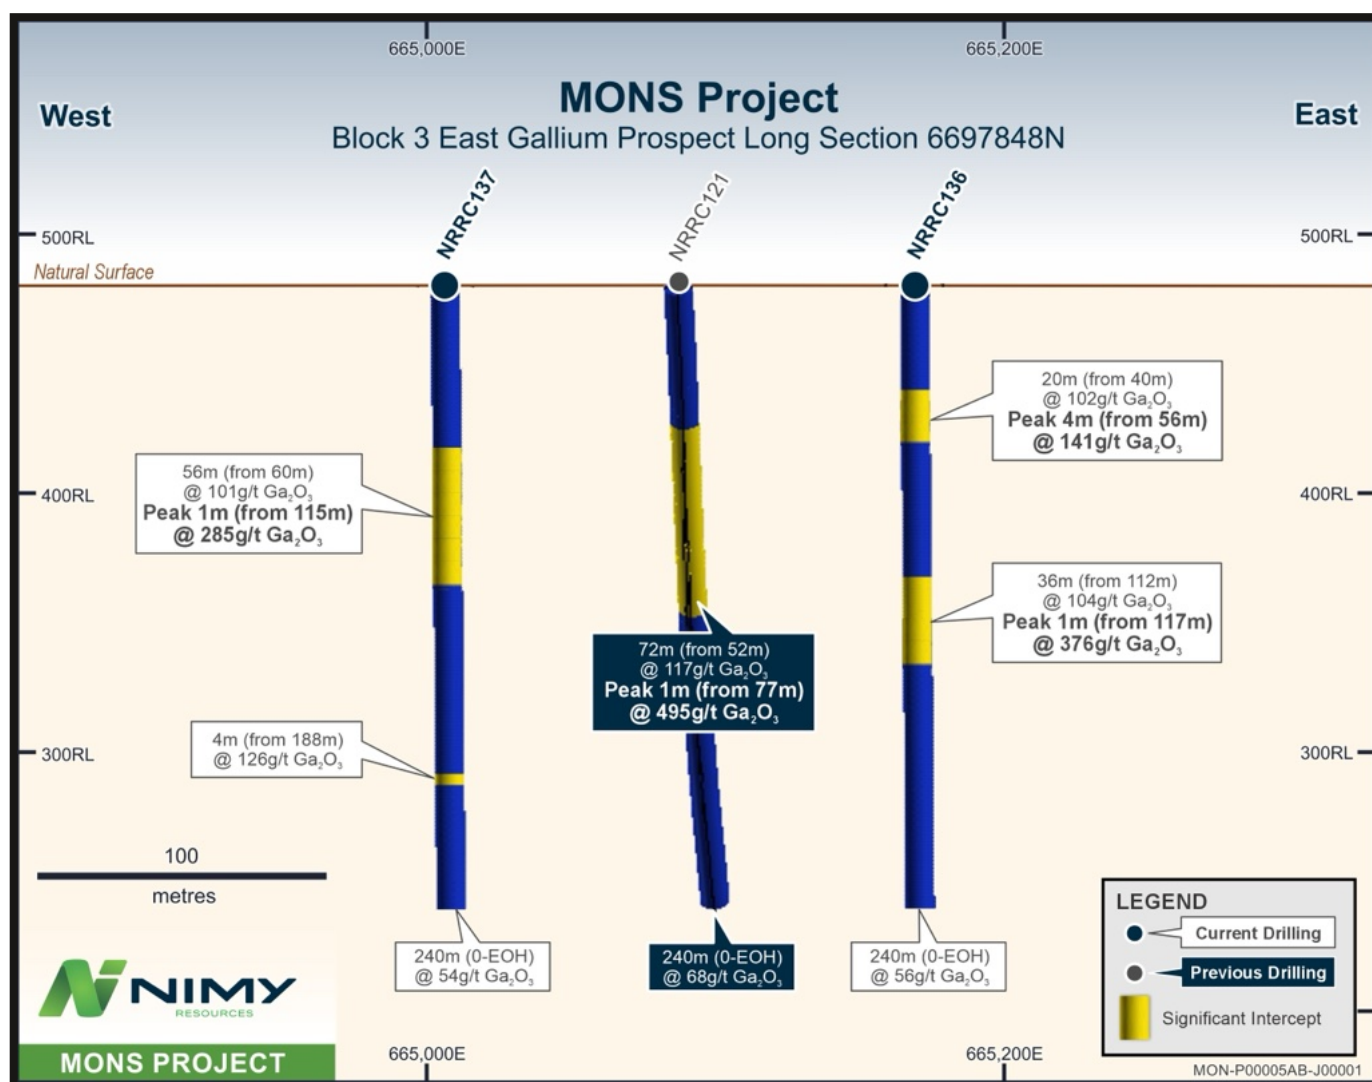 665,000E
665,200E
MONS Project
West
East
Block 3 East Gallium Prospect Long Section 6697848N
NRRC137
NRRC121
NRRC136
500RL
500RL
Natural Surface
20m (from 40m)
@ 102g/t Ga₂O₃
Peak 4m (from 56m)
@ 141g/t Ga₂O₃
56m (from 60m)
@ 101g/t Ga₂O₃
Peak 1m (from 115m)
@ 285g/t Ga₂O₃
400RL
400RL
36m (from 112m)
@ 104g/t Ga₂O₃
Peak 1m (from 117m)
@ 376g/t Ga₂O₃
72m (from 52m)
@ 117g/t Ga₂O₃
Peak 1m (from 77m)
@ 495g/t Ga₂O₃
4m (from 188m)
@ 126g/t Ga₂O₃
300RL
300RL
100
metres
240m (0-EOH)
@ 54g/t Ga₂O₃
240m (0-EOH)
@ 68g/t Ga₂O₃
240m (0-EOH)
@ 56g/t Ga₂O₃
LEGEND
Current Drilling
Previous Drilling
Significant Intercept
NIMY
RESOURCES
MONS PROJECT
665,000E
665,200E
MON-P00005AB-J00001